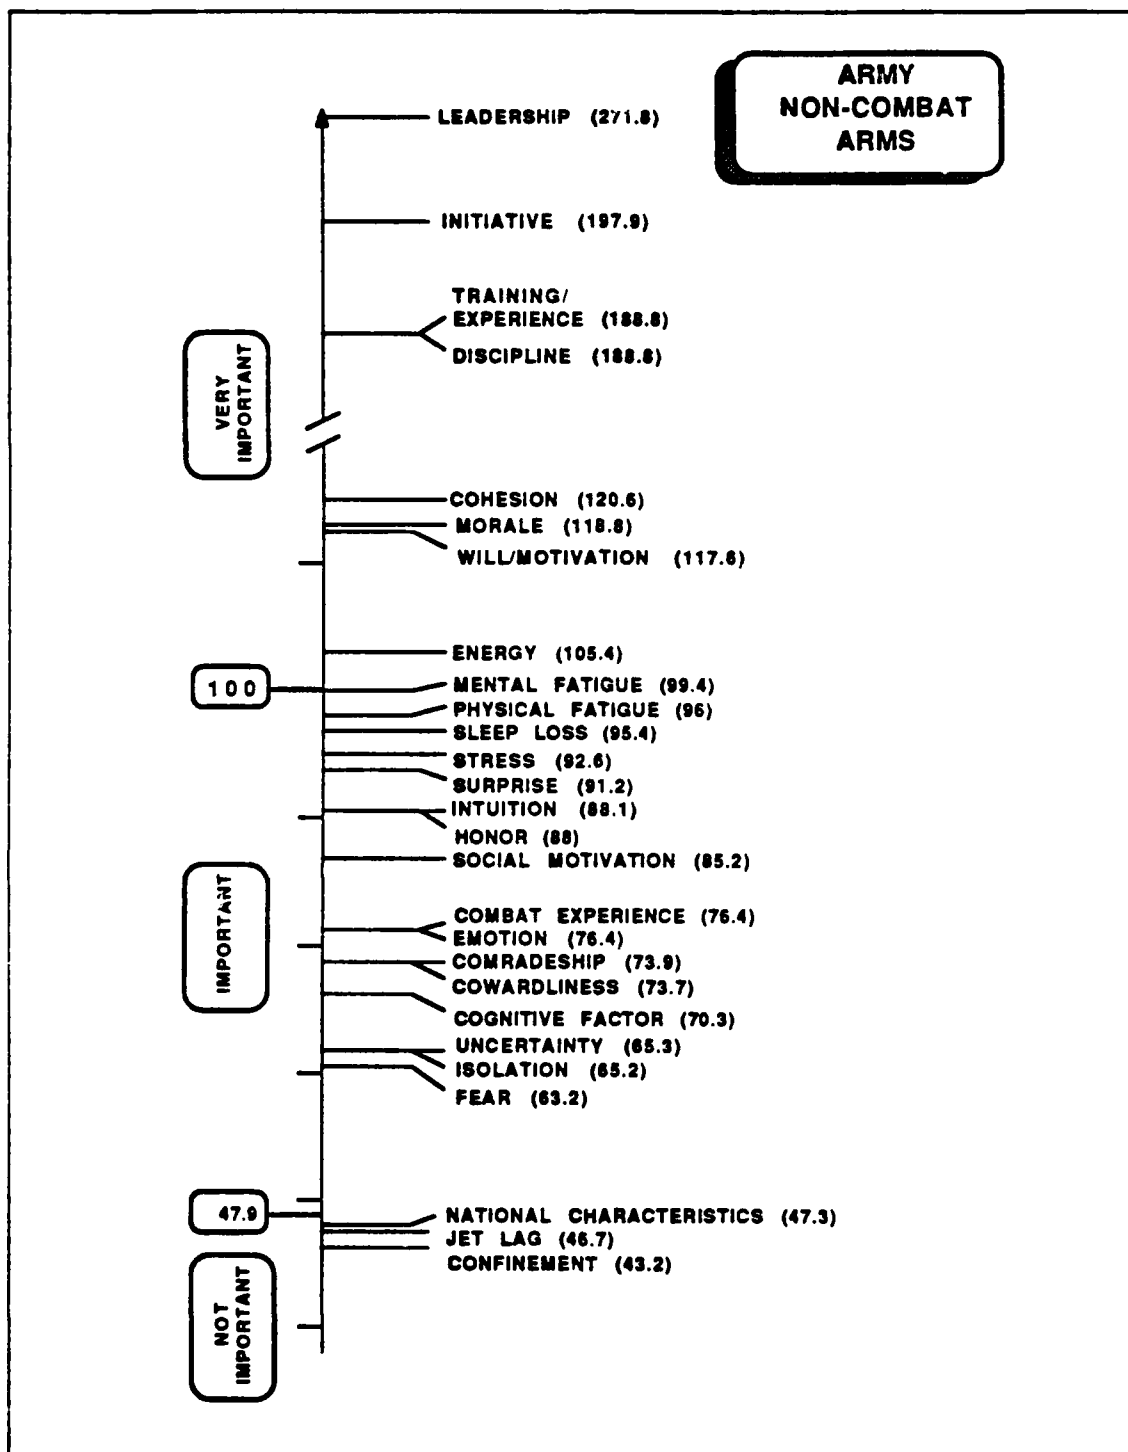 ARMY
NON-COMBAT
ARMS
LEADERSHIP (271.8)
INITIATIVE (197.9)
TRAINING/
EXPERIENCE (188.8)
DISCIPLINE (188.8)
VERY
IMPORTANT
COHESION (120.6)
MORALE (118.8)
WILL/MOTIVATION (117.6)
ENERGY (105.4)
100
MENTAL FATIGUE (99.4)
PHYSICAL FATIGUE (96)
SLEEP LOSS (95.4)
STRESS (92.6)
SURPRISE (91.2)
INTUITION (88.1)
HONOR (88)
SOCIAL MOTIVATION (85.2)
IMPORTANT
COMBAT EXPERIENCE (76.4)
EMOTION (76.4)
COMRADESHIP (73.9)
COWARDLINESS (73.7)
COGNITIVE FACTOR (70.3)
UNCERTAINTY (65.3)
ISOLATION (65.2)
FEAR (63.2)
47.9
NATIONAL CHARACTERISTICS (47.3)
JET LAG (46.7)
CONFINEMENT (43.2)
NOT
IMPORTANT